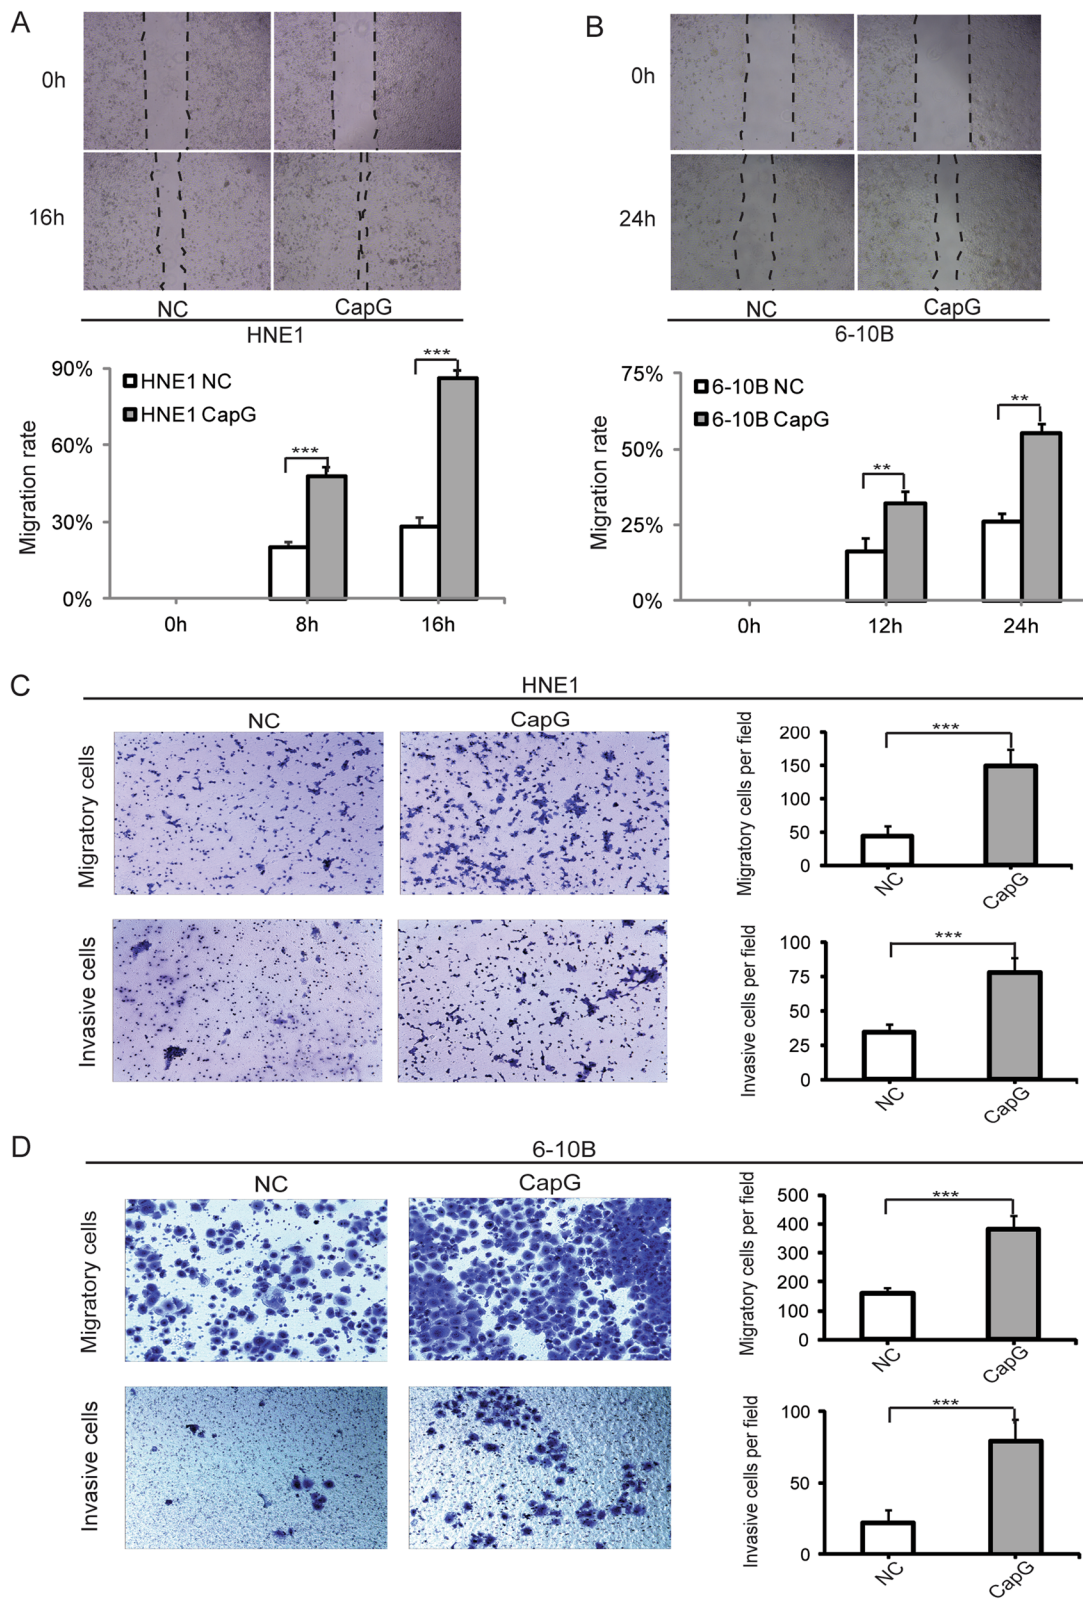 A
0h
16h
NC CapG
HNE1
90%
60%
30%
0%
Migration rate
HNE1 NC
HNE1 CapG
***
***
0h 8h 16h
B
0h
24h
NC CapG
6-10B
75%
50%
25%
0%
Migration rate
6-10B NC
6-10B CapG
**
**
0h 12h 24h
C
HNE1
NC CapG
Migratory cells
Invasive cells
Migratory cells per field
200
150
100
50
0
***
NC CapG
Invasive cells per field
100
75
50
25
0
***
NC CapG
D
6-10B
NC CapG
Migratory cells
Invasive cells
Migratory cells per field
500
400
300
200
100
0
***
NC CapG
Invasive cells per field
100
50
0
***
NC CapG